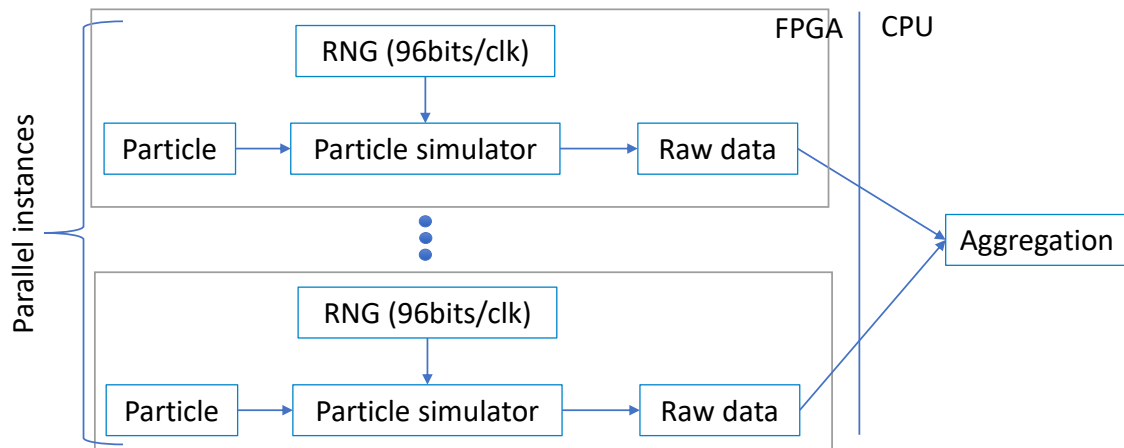 FPGA
CPU
RNG (96bits/clk)
Particle
Particle simulator
Raw data
Parallel instances
Aggregation
RNG (96bits/clk)
Particle
Particle simulator
Raw data